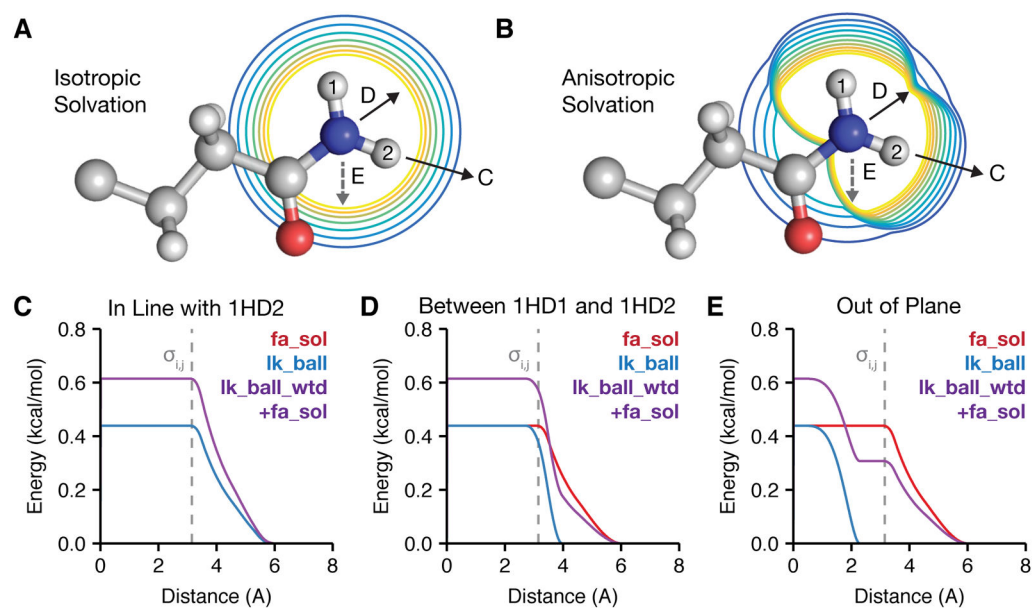 A
Isotropic
Solvation
1
2
D
E
C
B
Anisotropic
Solvation
1
2
D
E
C
C
In Line with 1HD2
Energy (kcal/mol)
0.8
0.6
0.4
0.2
0.0
0 2 4 6 8
Distance (A)
σi,j
fa_sol
lk_ball
lk_ball_wtd
+fa_sol
D
Between 1HD1 and 1HD2
Energy (kcal/mol)
0.8
0.6
0.4
0.2
0.0
0 2 4 6 8
Distance (A)
σi,j
fa_sol
lk_ball
lk_ball_wtd
+fa_sol
E
Out of Plane
Energy (kcal/mol)
0.8
0.6
0.4
0.2
0.0
0 2 4 6 8
Distance (A)
σi,j
fa_sol
lk_ball
lk_ball_wtd
+fa_sol